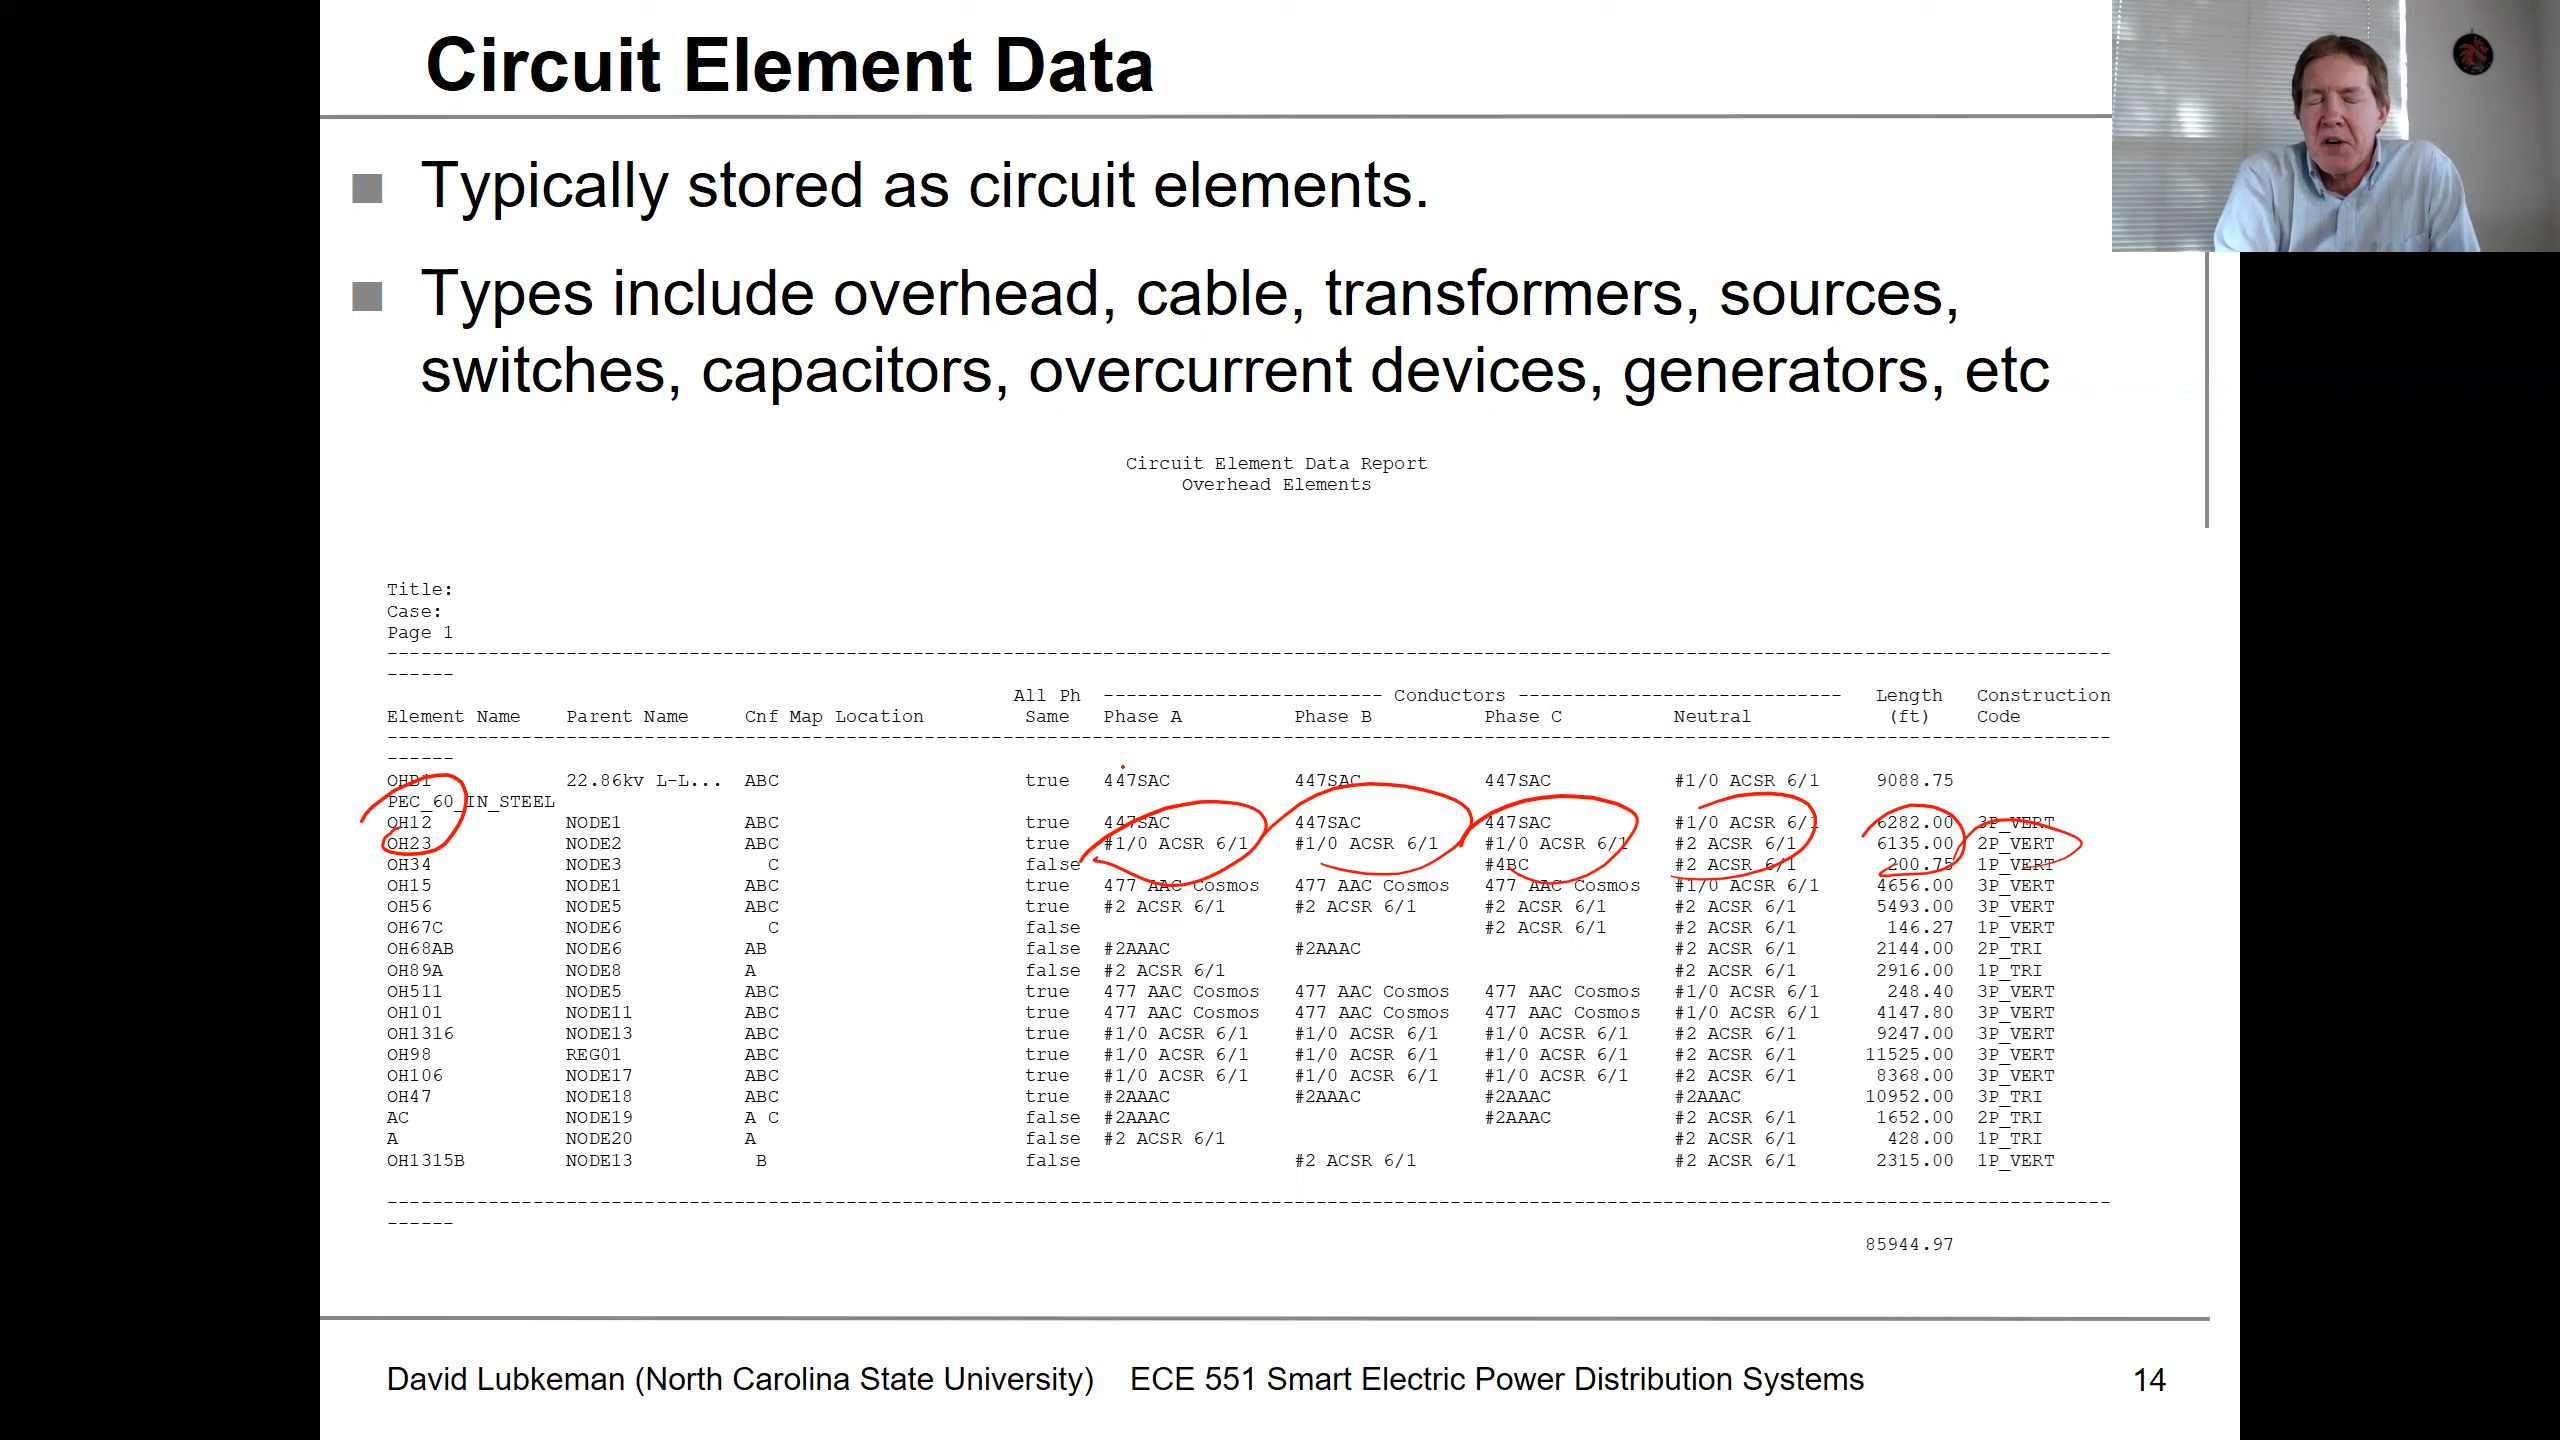 Circuit Element Data
Typically stored as circuit elements.
Types include overhead, cable, transformers, sources,
switches, capacitors, overcurrent devices, generators, etc
Circuit Element Data Report
Overhead Elements
Title:
Case:
Page 1
--------------------------------------------------------------------------------------------------------------------------------------------------------
------
All Ph ------------------------- Conductors ----------------------------- Length Construction
Element Name Parent Name Cnf Map Location Same Phase A Phase B Phase C Neutral (ft) Code
--------------------------------------------------------------------------------------------------------------------------------------------------------
------
OHB1 22.86kv L-L... ABC true 447SAC 447SAC 447SAC #1/0 ACSR 6/1 9088.75
PEC_60_IN_STEEL
OH12 NODE1 ABC true 447SAC 447SAC 447SAC #1/0 ACSR 6/1 6282.00 3P_VERT
OH23 NODE2 ABC true #1/0 ACSR 6/1 #1/0 ACSR 6/1 #1/0 ACSR 6/1 #2 ACSR 6/1 6135.00 2P_VERT
OH34 NODE3 C false #4BC #2 ACSR 6/1 200.75 1P_VERT
OH15 NODE1 ABC true 477 AAC Cosmos 477 AAC Cosmos 477 AAC Cosmos #1/0 ACSR 6/1 4656.00 3P_VERT
OH56 NODE5 ABC true #2 ACSR 6/1 #2 ACSR 6/1 #2 ACSR 6/1 #2 ACSR 6/1 5493.00 3P_VERT
OH67C NODE6 C false #2 ACSR 6/1 #2 ACSR 6/1 146.27 1P_VERT
OH68AB NODE6 AB false #2AAAC #2AAAC #2 ACSR 6/1 2144.00 2P_TRI
OH89A NODE8 A false #2 ACSR 6/1 #2 ACSR 6/1 2916.00 1P_TRI
OH511 NODE5 ABC true 477 AAC Cosmos 477 AAC Cosmos 477 AAC Cosmos #1/0 ACSR 6/1 248.40 3P_VERT
OH101 NODE11 ABC true 477 AAC Cosmos 477 AAC Cosmos 477 AAC Cosmos #1/0 ACSR 6/1 4147.80 3P_VERT
OH1316 NODE13 ABC true #1/0 ACSR 6/1 #1/0 ACSR 6/1 #1/0 ACSR 6/1 #2 ACSR 6/1 9247.00 3P_VERT
OH98 REG01 ABC true #1/0 ACSR 6/1 #1/0 ACSR 6/1 #1/0 ACSR 6/1 #2 ACSR 6/1 11525.00 3P_VERT
OH106 NODE17 ABC true #1/0 ACSR 6/1 #1/0 ACSR 6/1 #1/0 ACSR 6/1 #2 ACSR 6/1 8368.00 3P_VERT
OH47 NODE18 ABC true #2AAAC #2AAAC #2AAAC #2AAAC 10952.00 3P_TRI
AC NODE19 A C false #2AAAC #2AAAC #2 ACSR 6/1 1652.00 2P_TRI
A NODE20 A false #2 ACSR 6/1 #2 ACSR 6/1 428.00 1P_TRI
OH1315B NODE13 B false #2 ACSR 6/1 #2 ACSR 6/1 2315.00 1P_VERT
--------------------------------------------------------------------------------------------------------------------------------------------------------
------
85944.97
David Lubkeman (North Carolina State University) ECE 551 Smart Electric Power Distribution Systems 14